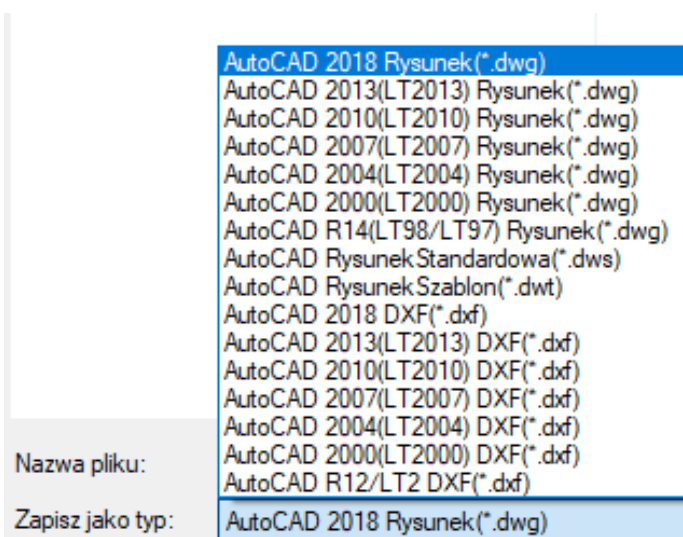 AutoCAD 2018 Rysunek(*.dwg)
AutoCAD 2013(LT2013) Rysunek(*.dwg)
AutoCAD 2010(LT2010) Rysunek(*.dwg)
AutoCAD 2007(LT2007) Rysunek(*.dwg)
AutoCAD 2004(LT2004) Rysunek(*.dwg)
AutoCAD 2000(LT2000) Rysunek(*.dwg)
AutoCAD R14(LT98/LT97) Rysunek(*.dwg)
AutoCAD Rysunek Standardowa(*.dws)
AutoCAD Rysunek Szablon(*.dwt)
AutoCAD 2018 DXF(*.dxf)
AutoCAD 2013(LT2013) DXF(*.dxf)
AutoCAD 2010(LT2010) DXF(*.dxf)
AutoCAD 2007(LT2007) DXF(*.dxf)
AutoCAD 2004(LT2004) DXF(*.dxf)
AutoCAD 2000(LT2000) DXF(*.dxf)
AutoCAD R12/LT2 DXF(*.dxf)
Nazwa pliku:
Zapisz jako typ: AutoCAD 2018 Rysunek(*.dwg)